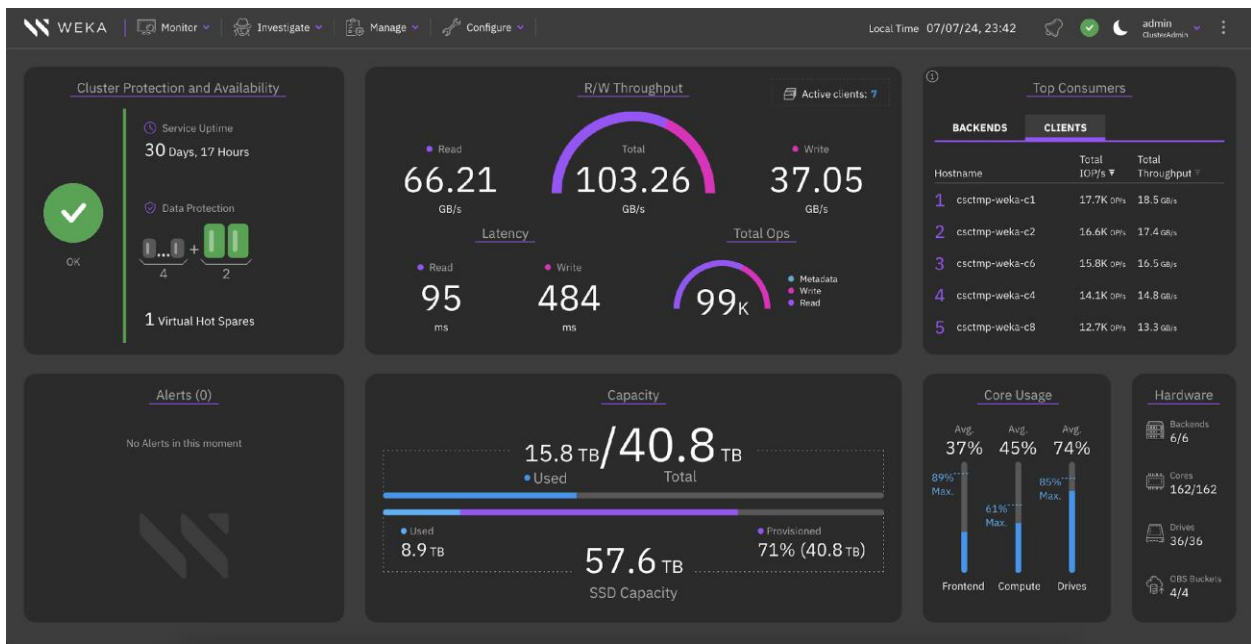 WEKA Monitor Investigate Manage Configure Local Time 07/07/24, 23:42 admin
ClusterAdmin
Cluster Protection and Availability
Service Uptime
30 Days, 17 Hours
Data Protection
+
4 2
OK
1 Virtual Hot Spares
R/W Throughput
Active clients: 7
Read
66.21
GB/s
Total
103.26
GB/s
Write
37.05
GB/s
Latency
Read
95
ms
Write
484
ms
Total Ops
99K
Metadata
Write
Read
Top Consumers
BACKENDS CLIENTS
Hostname Total IOP/s Total Throughput
1 csctmp-weka-c1 17.7K OP/s 18.5 GB/s
2 csctmp-weka-c2 16.6K OP/s 17.4 GB/s
3 csctmp-weka-c6 15.8K OP/s 16.5 GB/s
4 csctmp-weka-c4 14.1K OP/s 14.8 GB/s
5 csctmp-weka-c8 12.7K OP/s 13.3 GB/s
Alerts (0)
No Alerts in this moment
Capacity
15.8 TB/40.8 TB
Used Total
Used
8.9 TB
Provisioned
71% (40.8 TB)
57.6 TB
SSD Capacity
Core Usage
Avg. Avg. Avg.
37% 45% 74%
89% Max.
61% Max.
85% Max.
Frontend Compute Drives
Hardware
Backends
6/6
Cores
162/162
Drives
36/36
OBS Buckets
4/4